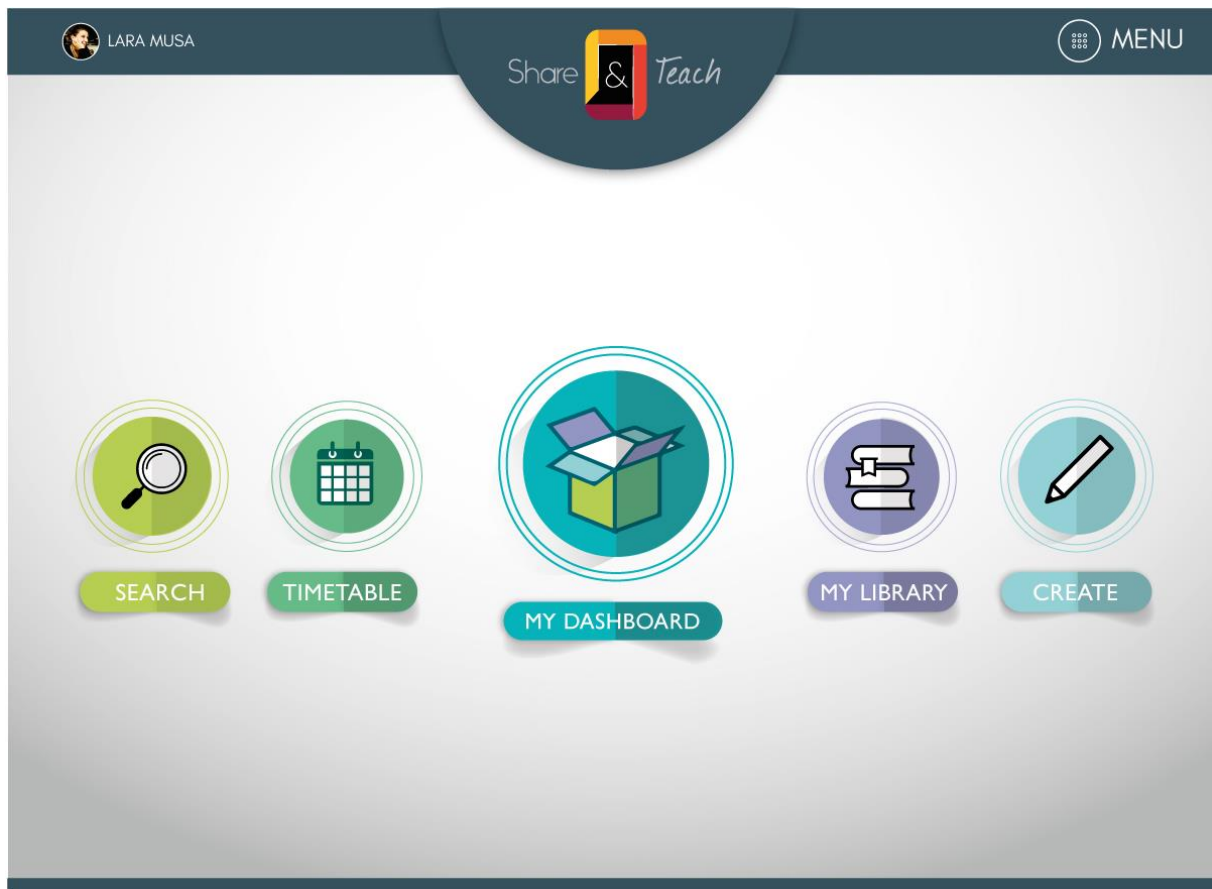 LARA MUSA
Share & Teach
MENU
SEARCH
TIMETABLE
MY DASHBOARD
MY LIBRARY
CREATE